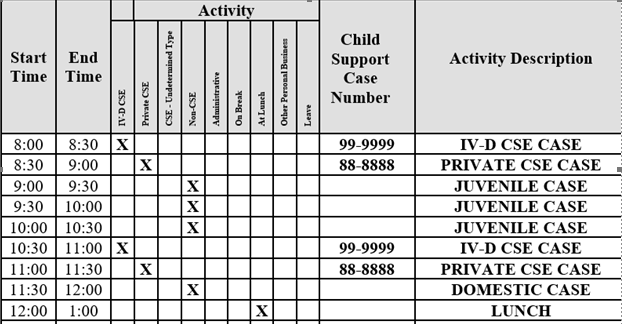 Activity
Start Time
End Time
IV-D CSE
Private CSE
CSE - Undetermined Type
Non-CSE
Administrative
On Break
At Lunch
Other Personal Business
Leave
Child Support Case Number
Activity Description
8:00 8:30 X 99-9999 IV-D CSE CASE
8:30 9:00 X 88-8888 PRIVATE CSE CASE
9:00 9:30 X JUVENILE CASE
9:30 10:00 X JUVENILE CASE
10:00 10:30 X JUVENILE CASE
10:30 11:00 X 99-9999 IV-D CSE CASE
11:00 11:30 X 88-8888 PRIVATE CSE CASE
11:30 12:00 X DOMESTIC CASE
12:00 1:00 X LUNCH